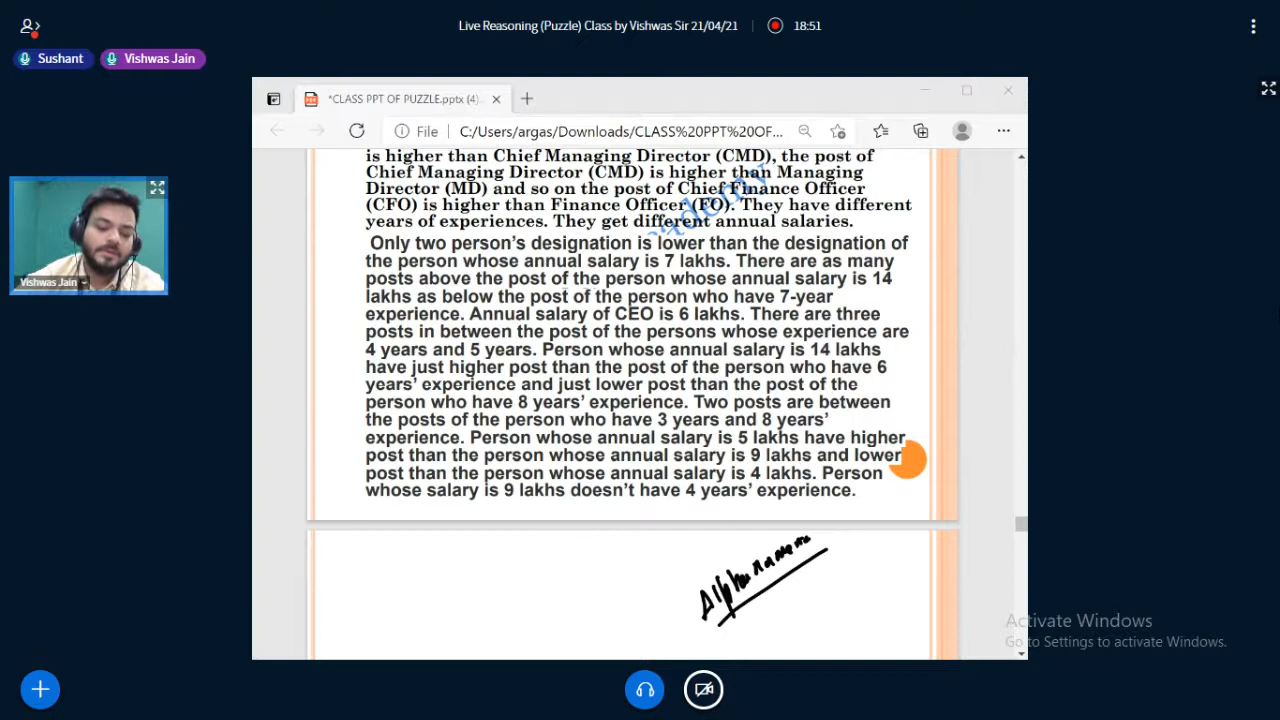 Live Reasoning (Puzzle) Class by Vishwas Sir 21/04/21
18:51
Sushant
Vishwas Jain
*CLASS PPT OF PUZZLE.pptx (4)...
File
C:/Users/argas/Downloads/CLASS%20PPT%20OF...
Vishwas Jain
is higher than Chief Managing Director (CMD), the post of
Chief Managing Director (CMD) is higher than Managing
Director (MD) and so on the post of Chief Finance Officer
(CFO) is higher than Finance Officer (FO). They have different
years of experiences. They get different annual salaries.
Only two person's designation is lower than the designation of
the person whose annual salary is 7 lakhs. There are as many
posts above the post of the person whose annual salary is 14
lakhs as below the post of the person who have 7-year
experience. Annual salary of CEO is 6 lakhs. There are three
posts in between the post of the persons whose experience are
4 years and 5 years. Person whose annual salary is 14 lakhs
have just higher post than the post of the person who have 6
years' experience and just lower post than the post of the
person who have 8 years' experience. Two posts are between
the posts of the person who have 3 years and 8 years'
experience. Person whose annual salary is 5 lakhs have higher
post than the person whose annual salary is 9 lakhs and lower
post than the person whose annual salary is 4 lakhs. Person
whose salary is 9 lakhs doesn't have 4 years' experience.
Activate Windows
Go to Settings to activate Windows.